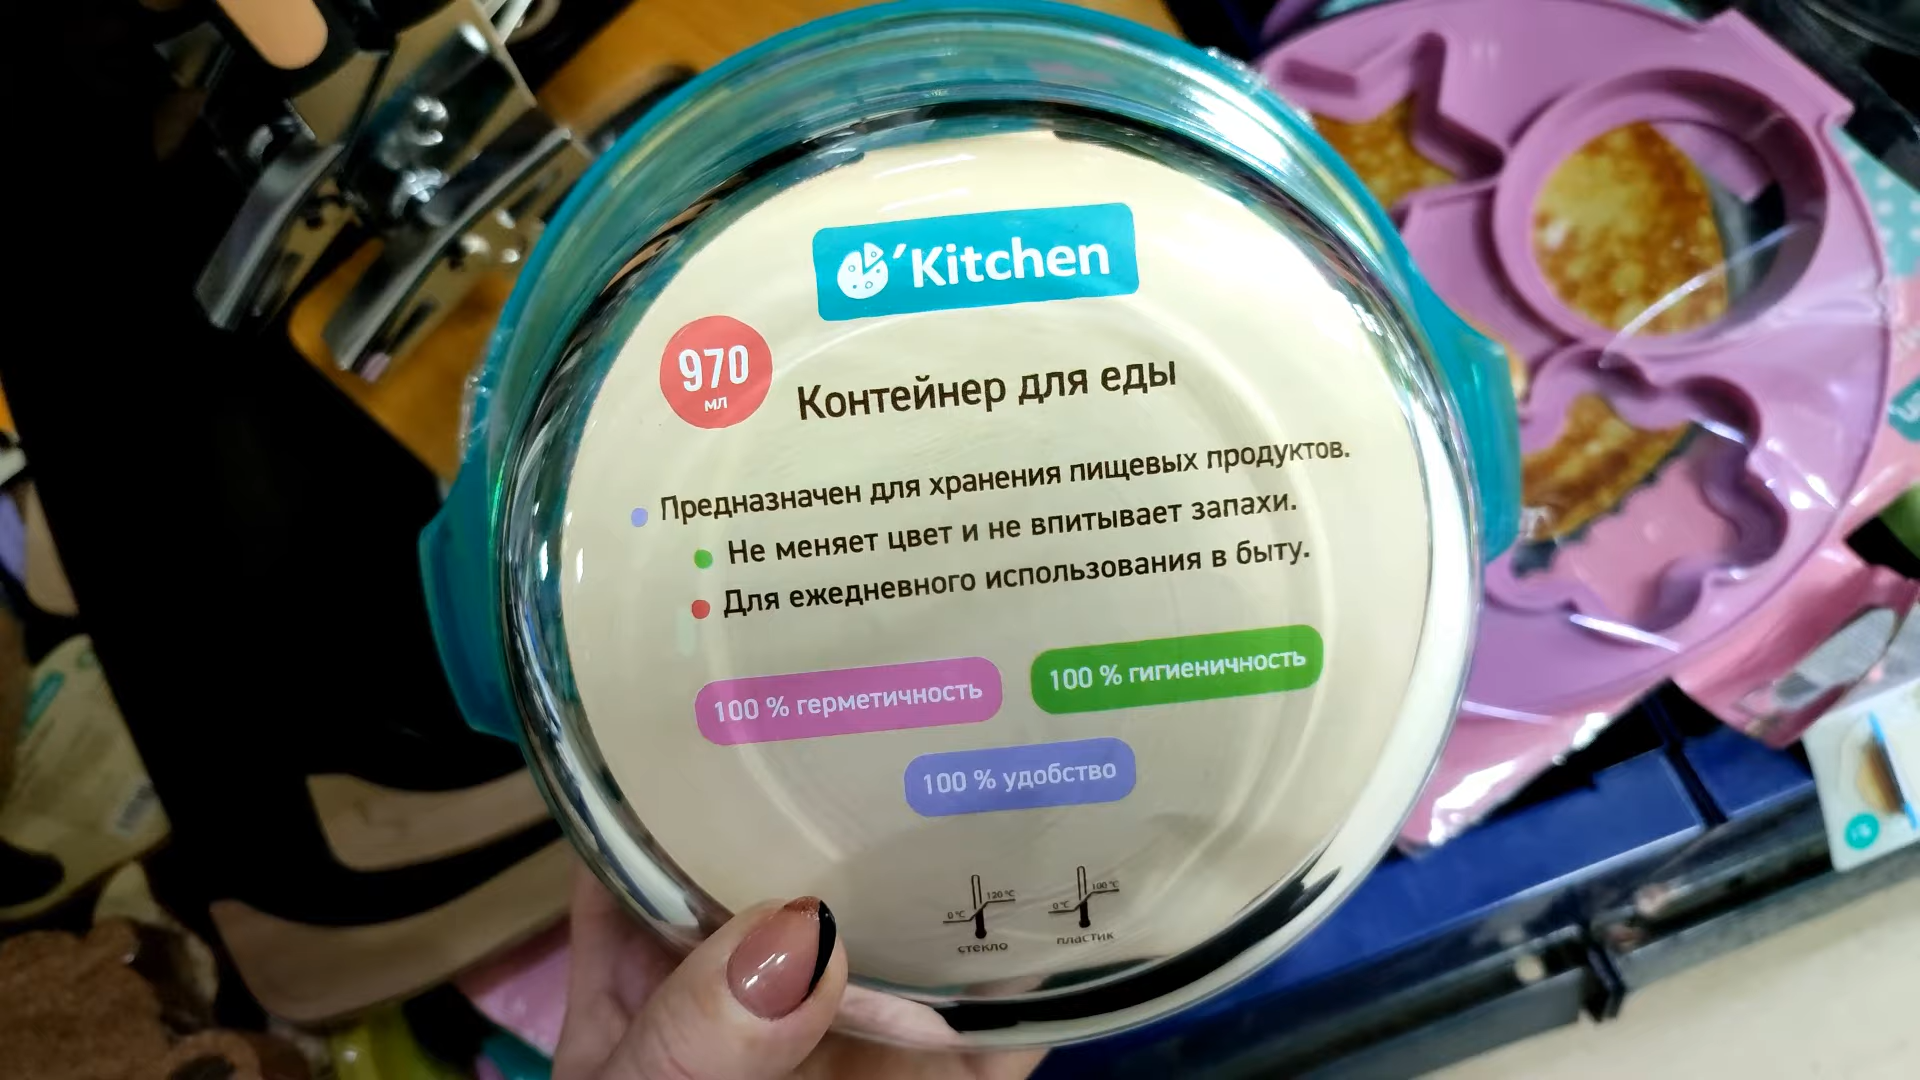 'Kitchen
970
мл
Контейнер для еды
Предназначен для хранения пищевых продуктов.
Не меняет цвет и не впитывает запахи.
Для ежедневного использования в быту.
100 % герметичность
100 % гигиеничность
100 % удобство
0 °C 120 °C
стекло
0 °C 100 °C
пластик